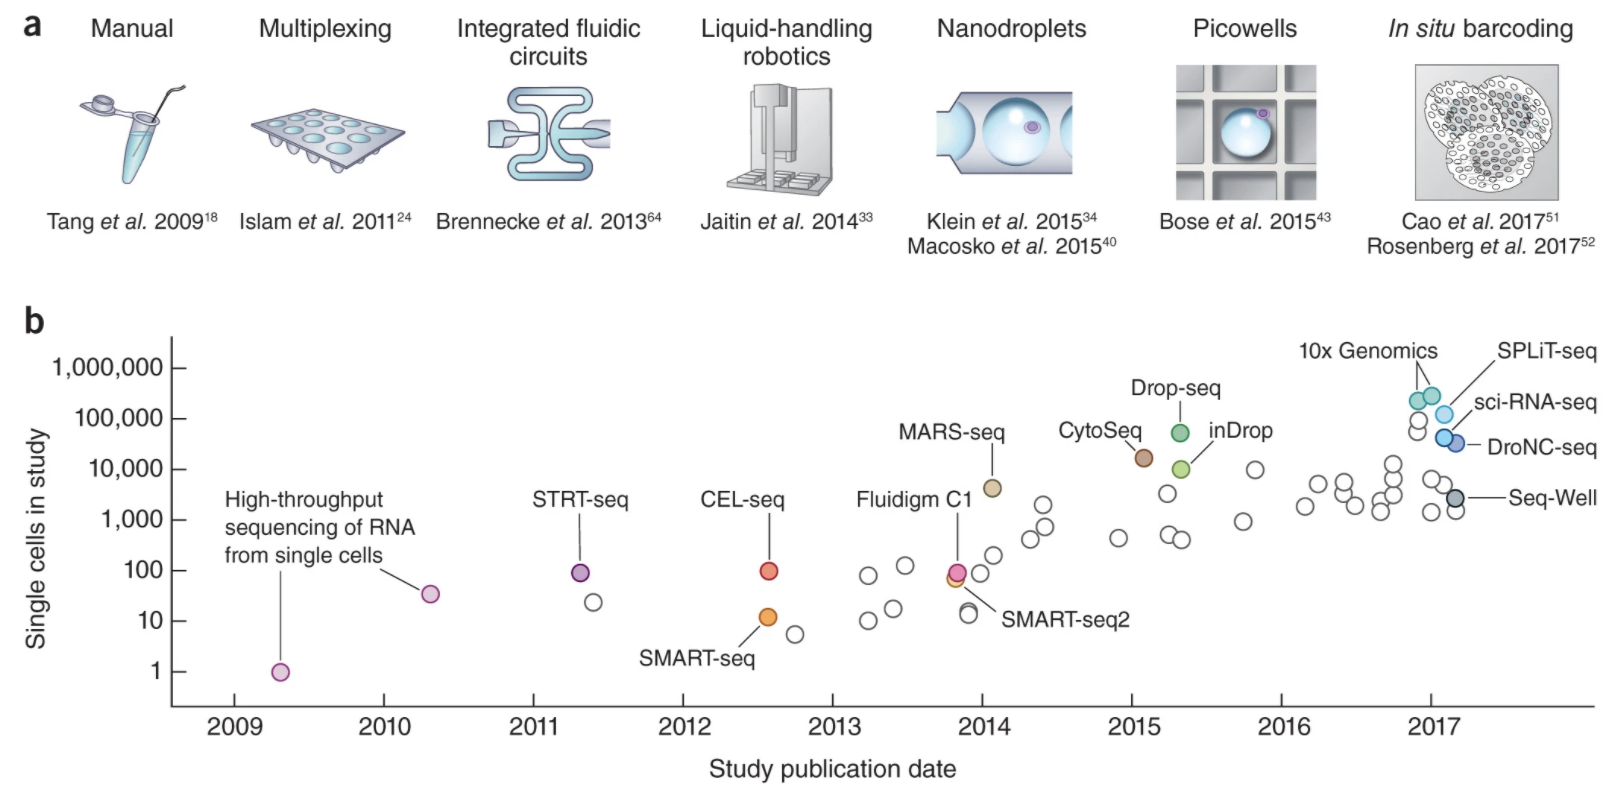 a
Manual
Multiplexing
Integrated fluidic
circuits
Liquid-handling
robotics
Nanodroplets
Picowells
In situ barcoding
Tang et al. 2009¹⁸
Islam et al. 2011²⁴
Brennecke et al. 2013⁶⁴
Jaitin et al. 2014³³
Klein et al. 2015³⁴
Macosko et al. 2015⁴⁰
Bose et al. 2015⁴³
Cao et al. 2017⁵¹
Rosenberg et al. 2017⁵²
b
Single cells in study
1,000,000
100,000
10,000
1,000
100
10
1
High-throughput
sequencing of RNA
from single cells
STRT-seq
CEL-seq
SMART-seq
Fluidigm C1
SMART-seq2
MARS-seq
CytoSeq
Drop-seq
inDrop
10x Genomics
SPLiT-seq
sci-RNA-seq
DroNC-seq
Seq-Well
2009
2010
2011
2012
2013
2014
2015
2016
2017
Study publication date